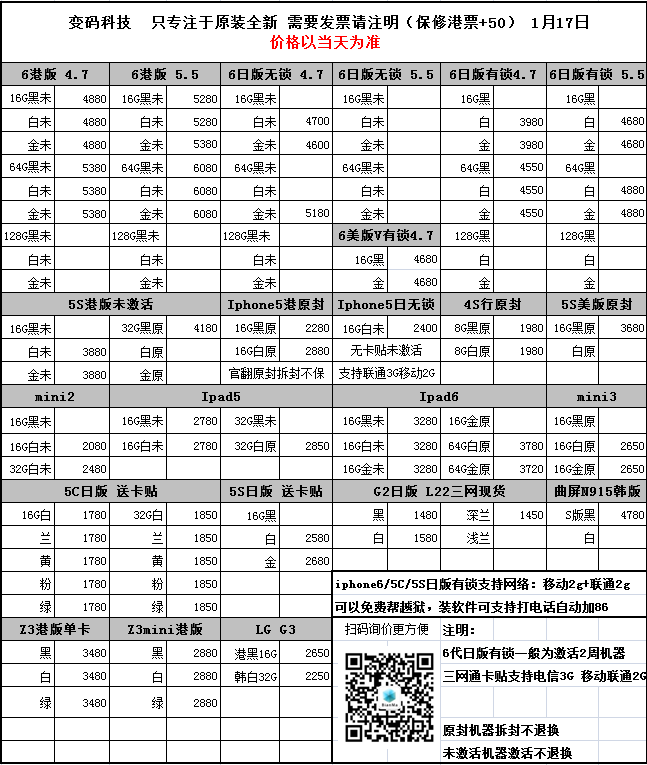 变码科技 只专注于原装全新 需要发票请注明（保修港票+50） 1月17日
价格以当天为准
6港版 4.7 6港版 5.5 6日版无锁 4.7 6日版无锁 5.5 6日版有锁4.7 6日版有锁 5.5
16G黑未 4880 16G黑未 5280 16G黑未 16G黑未 16G黑 16G黑
白未 4880 白未 5280 白未 4700 白未 白 3980 白 4680
金未 4880 金未 5380 金未 4600 金未 金 3980 金 4680
64G黑未 5380 64G黑未 6080 64G黑未 64G黑未 64G黑 4550 64G黑
白未 5380 白未 6080 白未 白未 白 4550 白 4880
金未 5380 金未 6080 金未 5180 金未 金 4550 金 4880
128G黑未 128G黑未 128G黑未 6美版V有锁4.7 128G黑 128G黑
白未 白未 白未 16G黑 4680 白 白
金未 金未 金未 金 4680 金 金
5S港版未激活 Iphone5港原封 Iphone5日无锁 4S行原封 5S美版原封
16G黑未 32G黑原 4180 16G黑原 2280 16G白未 2400 8G黑原 1980 16G黑原 3680
白未 3880 白原 16G白原 2880 无卡贴未激活 8G白原 1980 白原
金未 3880 金原 官翻原封拆封不保 支持联通3G移动2G
mini2 Ipad5 Ipad6 mini3
16G黑未 16G黑未 2780 32G黑未 16G黑未 3280 16G金原 16G黑原
16G白未 2080 16G白未 2780 32G白原 2850 16G白未 3280 64G白原 3780 16G白原 2650
32G白未 2480 16G金未 3280 64G金原 3720 16G金原 2650
5C日版 送卡贴 5S日版 送卡贴 G2日版 L22三网现货 曲屏N915韩版
16G白 1780 32G白 1850 16G黑 黑 1480 深兰 1450 S版黑 4780
兰 1780 兰 1850 白 2580 白 1580 浅兰 白
黄 1780 黄 1850 金 2680
粉 1780 粉 1850 iphone6/5C/5S日版有锁支持网络：移动2g+联通2g
绿 1780 绿 1850 可以免费帮越狱，装软件可支持打电话自动加86
Z3港版单卡 Z3mini港版 LG G3 扫码询价更方便 注明：
黑 3480 黑 2880 港黑16G 2650 6代日版有锁一般为激活2周机器
白 3480 白 2880 韩白32G 2250 三网通卡贴支持电信3G 移动联通2G
绿 3480 绿 2880
原封机器拆封不退换
未激活机器激活不退换